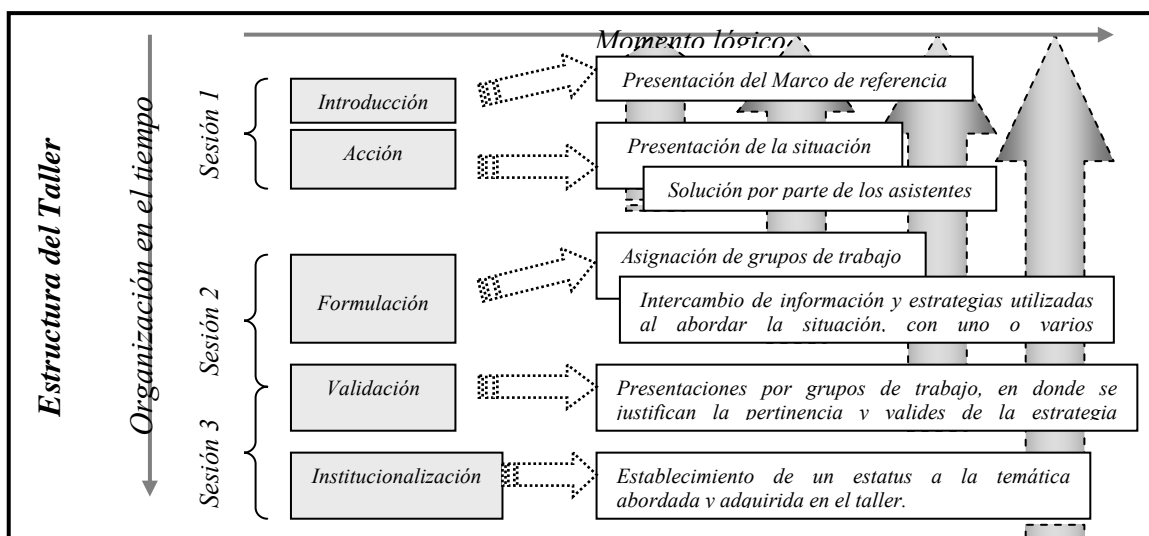 Estructura del Taller
Organización en el tiempo
Momento lógico
Sesión 1
Introducción
Presentación del Marco de referencia
Acción
Presentación de la situación
Solución por parte de los asistentes
Sesión 2
Formulación
Asignación de grupos de trabajo
Intercambio de información y estrategias utilizadas
al abordar la situación, con uno o varios
Validación
Presentaciones por grupos de trabajo, en donde se
justifican la pertinencia y valides de la estrategia
Sesión 3
Institucionalización
Establecimiento de un estatus a la temática
abordada y adquirida en el taller.